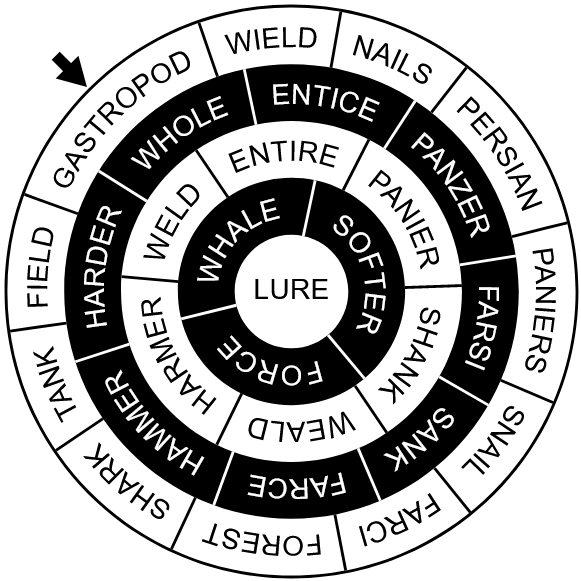 GASTROPOD
WIELD
NAILS
PERSIAN
PANIERS
SNAIL
FARCI
FOREST
SHARK
TANK
FIELD
WHOLE
ENTICE
PANZER
FARSI
SANK
FARCE
HAMMER
HARDER
ENTIRE
PANIER
SHANK
WEALD
HARMER
WELD
WHALE
SOFTER
FORCE
LURE